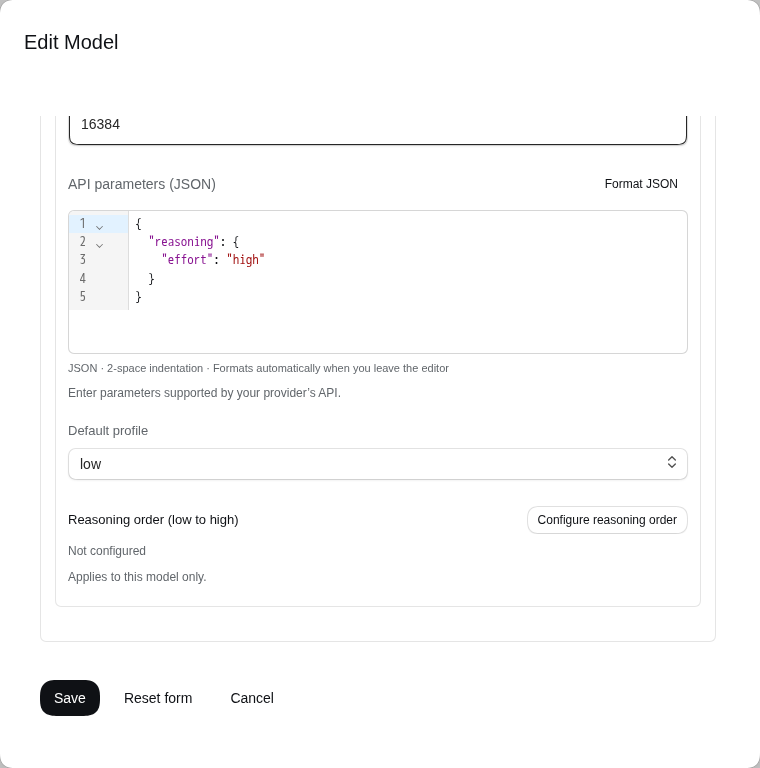 Edit Model
16384
API parameters (JSON)
Format JSON
1 {
2   "reasoning": {
3     "effort": "high"
4   }
5 }
JSON · 2-space indentation · Formats automatically when you leave the editor
Enter parameters supported by your provider's API.
Default profile
low
Reasoning order (low to high)
Configure reasoning order
Not configured
Applies to this model only.
Save
Reset form
Cancel